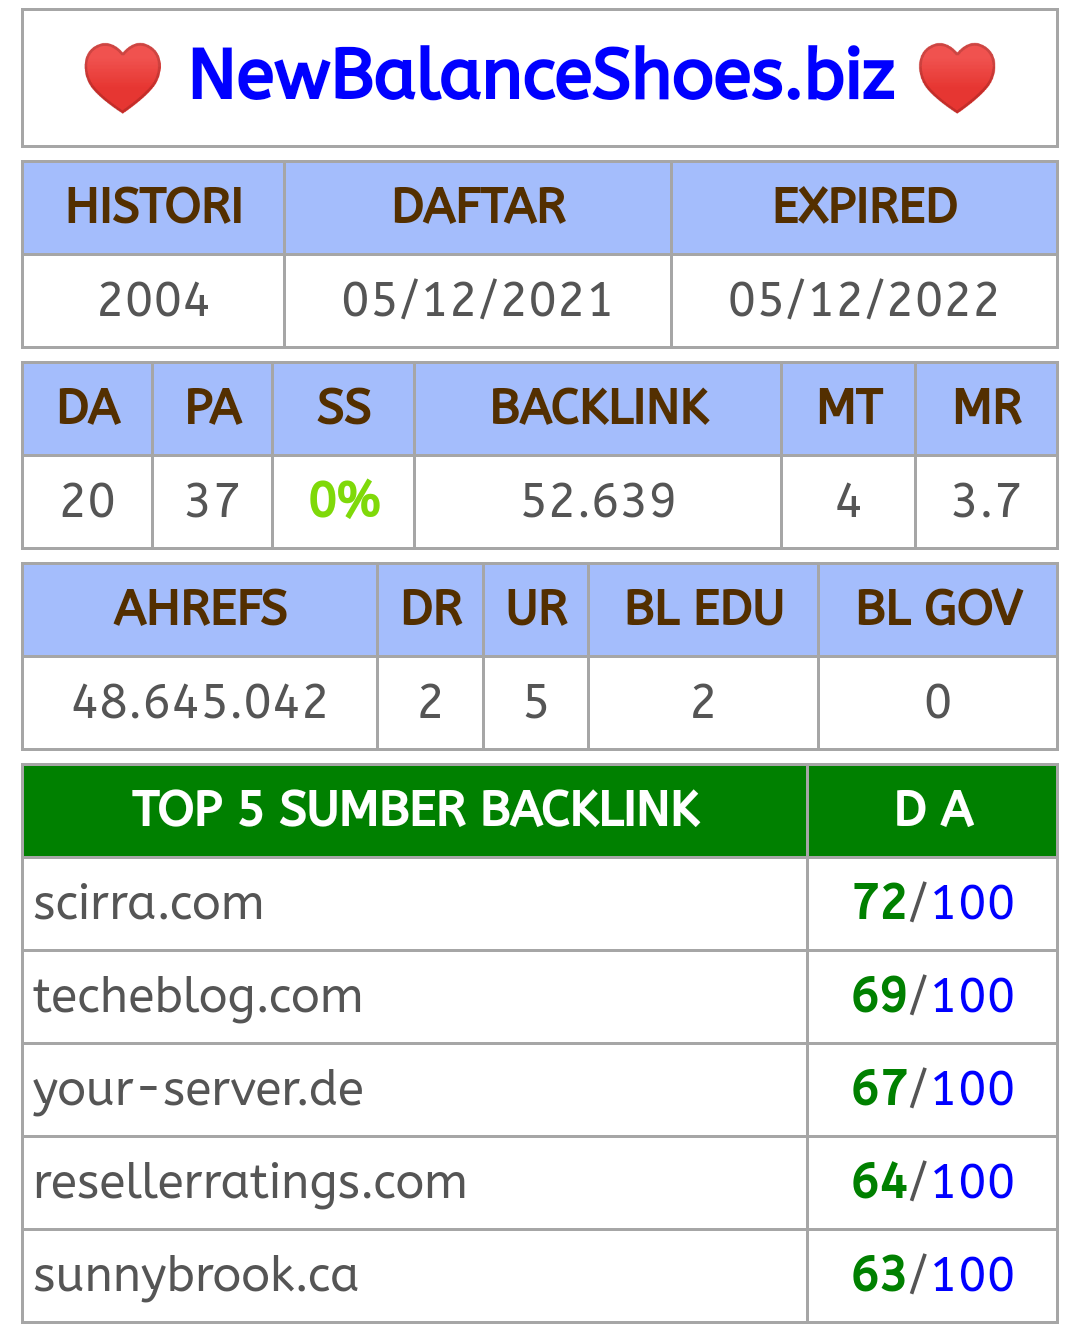 ❤️ NewBalanceShoes.biz ❤️
HISTORI DAFTAR EXPIRED
2004 05/12/2021 05/12/2022
DA PA SS BACKLINK MT MR
20 37 0% 52.639 4 3.7
AHREFS DR UR BL EDU BL GOV
48.645.042 2 5 2 0
TOP 5 SUMBER BACKLINK D A
scirra.com 72/100
techeblog.com 69/100
your-server.de 67/100
resellerratings.com 64/100
sunnybrook.ca 63/100